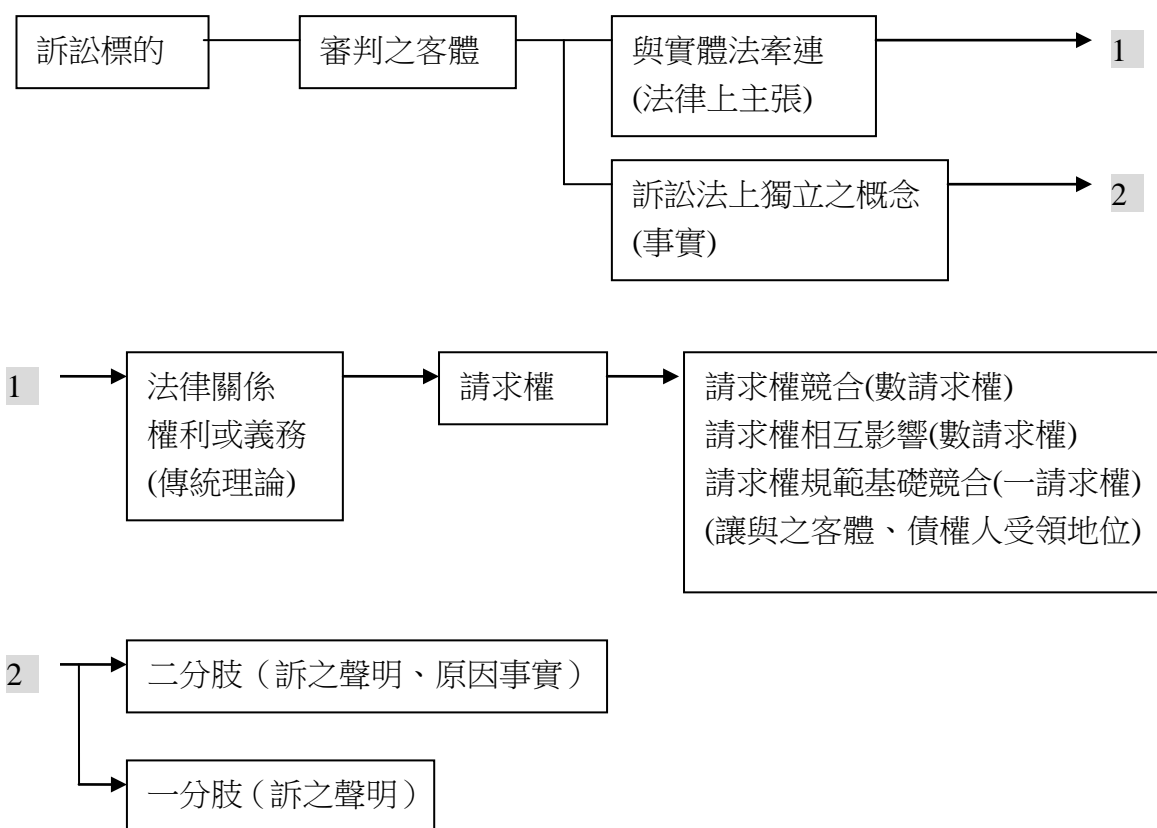 訴訟標的
審判之客體
與實體法牽連
(法律上主張)
1
訴訟法上獨立之概念
(事實)
2
1
法律關係
權利或義務
(傳統理論)
請求權
請求權競合(數請求權)
請求權相互影響(數請求權)
請求權規範基礎競合(一請求權)
(讓與之客體、債權人受領地位)
2
二分肢（訴之聲明、原因事實）
一分肢（訴之聲明）